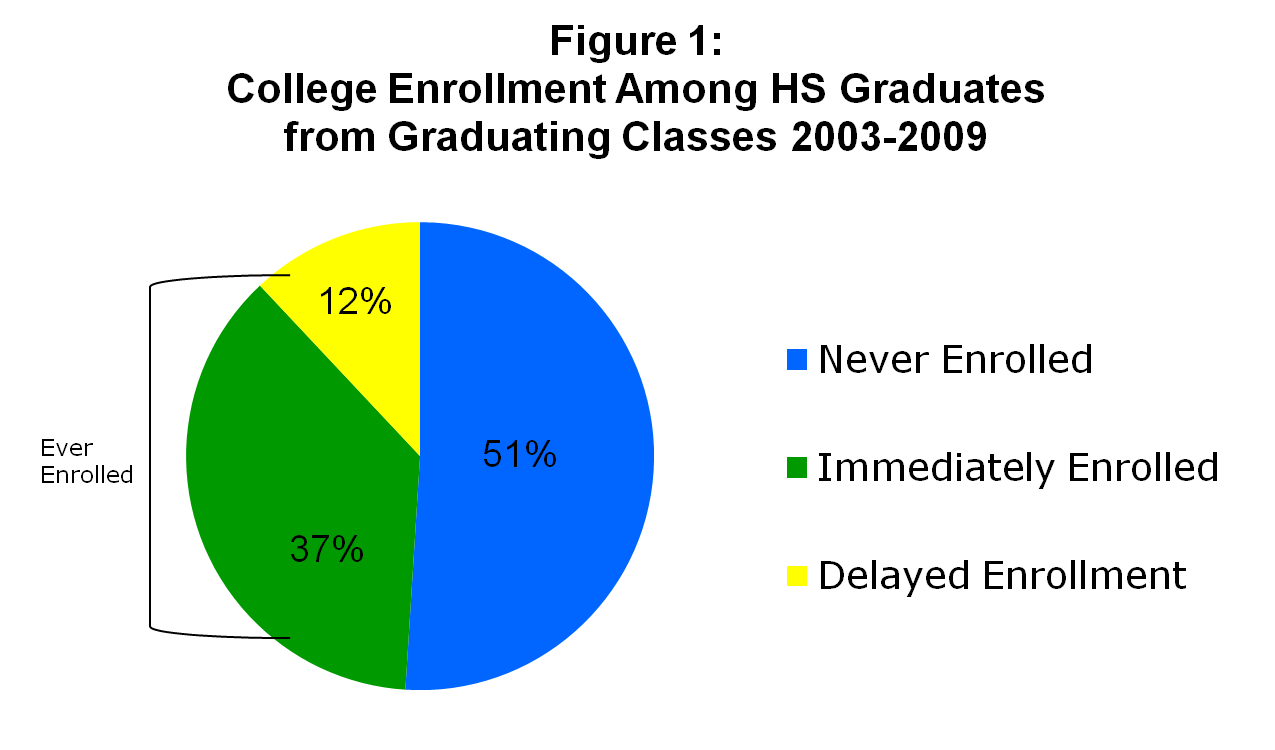 Figure 1:
College Enrollment Among HS Graduates
from Graduating Classes 2003-2009
12%
51%
37%
Ever
Enrolled
Never Enrolled
Immediately Enrolled
Delayed Enrollment